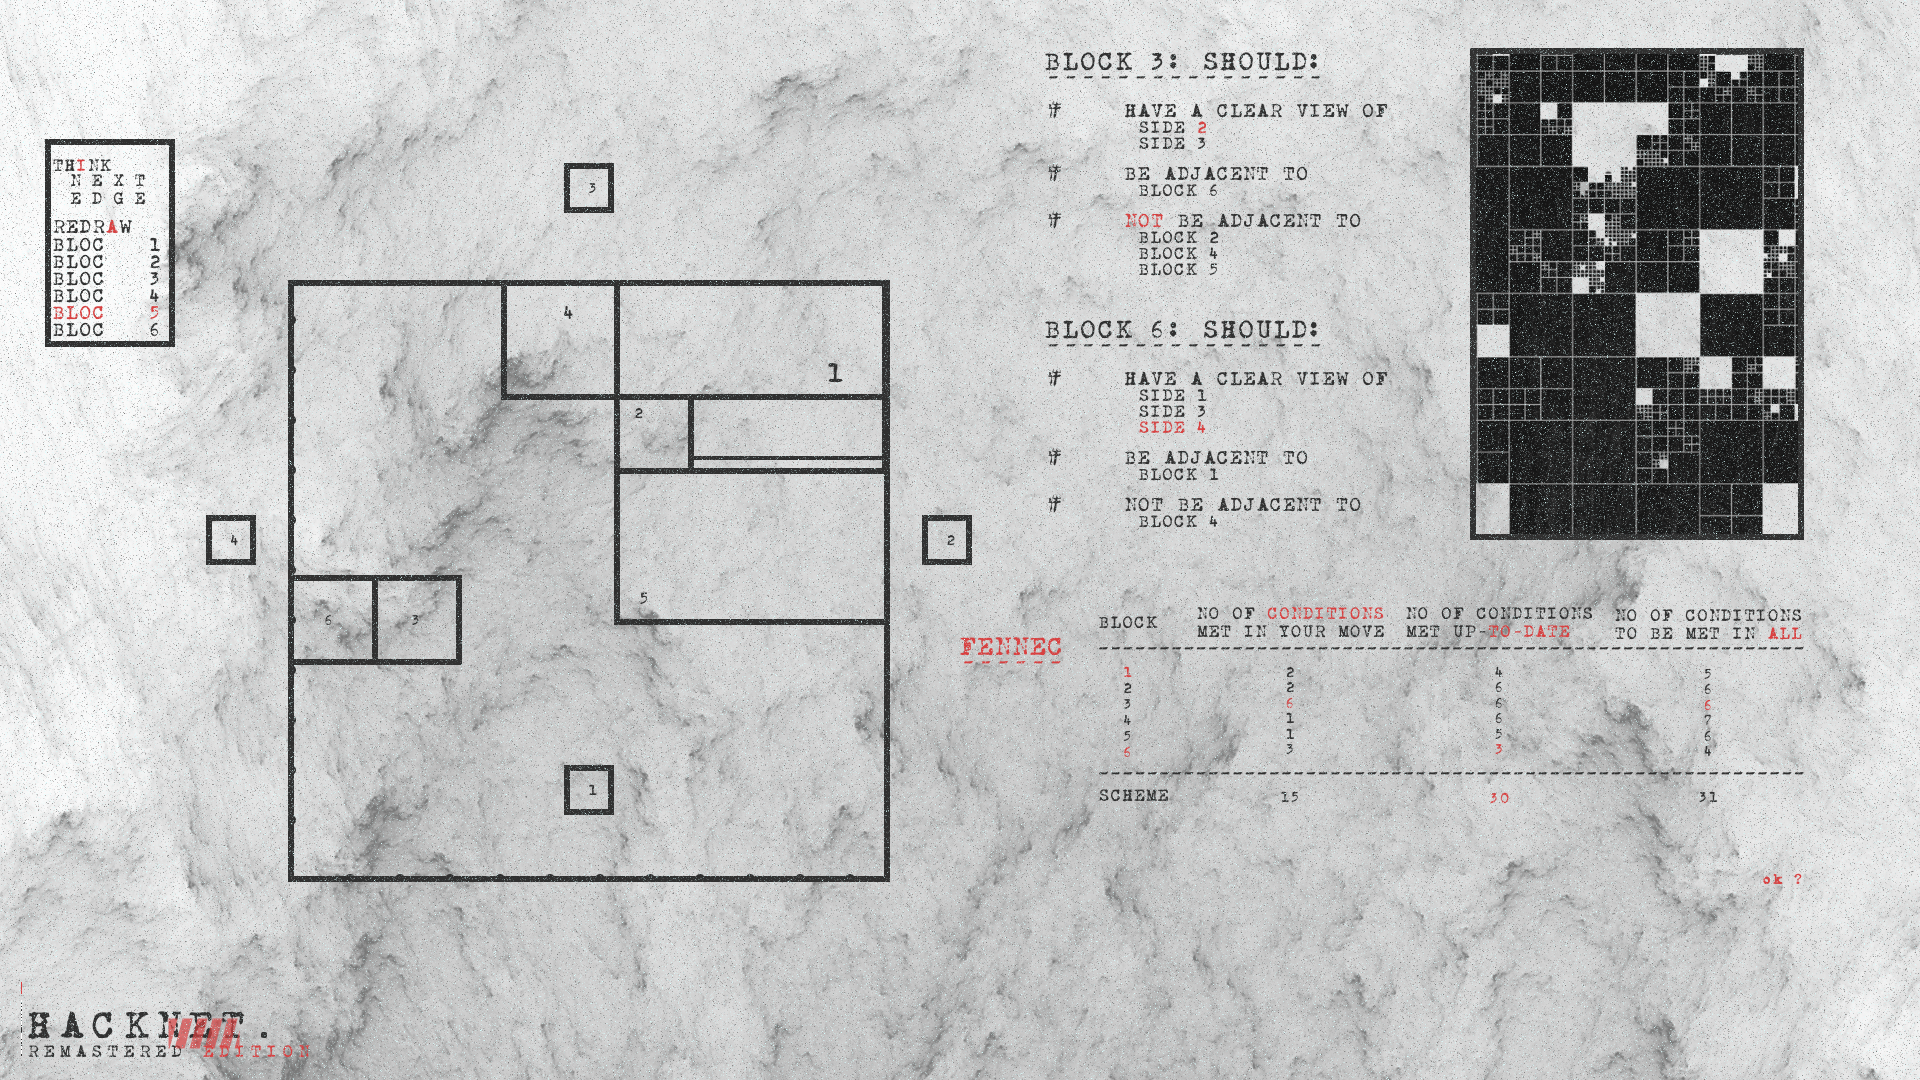 THINK
NEXT
EDGE
REDRAW
BLOC 1
BLOC 2
BLOC 3
BLOC 4
BLOC 5
BLOC 6
3
4
1
2
5
4
2
6
3
1
BLOCK 3: SHOULD:
# HAVE A CLEAR VIEW OF
SIDE 2
SIDE 3
# BE ADJACENT TO
BLOCK 6
# NOT BE ADJACENT TO
BLOCK 2
BLOCK 4
BLOCK 5
BLOCK 6: SHOULD:
# HAVE A CLEAR VIEW OF
SIDE 1
SIDE 3
SIDE 4
# BE ADJACENT TO
BLOCK 1
# NOT BE ADJACENT TO
BLOCK 4
FENNEC
BLOCK NO OF CONDITIONS MET IN YOUR MOVE NO OF CONDITIONS MET UP-TO-DATE NO OF CONDITIONS TO BE MET IN ALL
1 2 4 5
2 2 6 6
3 6 6 6
4 1 6 7
5 1 5 6
6 3 3 4
SCHEME 15 30 31
ok ?
HACKNET.
REMASTERED EDITION